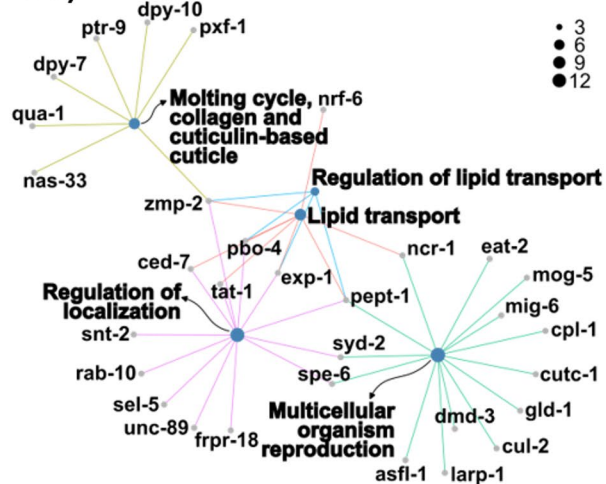 dpy-10
ptr-9
pxf-1
3
6
9
12
dpy-7
qua-1
Molting cycle,
collagen and
cuticulin-based
cuticle
nrf-6
nas-33
Regulation of lipid transport
zmp-2
Lipid transport
pbo-4
ncr-1
eat-2
ced-7
tat-1
exp-1
mog-5
Regulation of
localization
pept-1
mig-6
snt-2
syd-2
cpl-1
rab-10
spe-6
cutc-1
sel-5
Multicellular
organism
reproduction
dmd-3
gld-1
unc-89
frpr-18
cul-2
asfl-1
larp-1